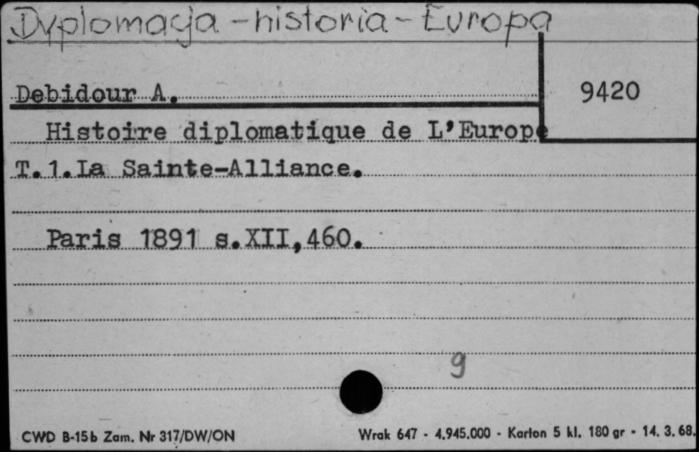 Dyplomacja - historia - Europa
Debidour A.
9420
Histoire diplomatique de L'Europe
T.1.La Sainte-Alliance.
Paris 1891 s.XII,460.
9
CWD B-15b Zam. Nr 317/DW/ON
Wrak 647 - 4.945.000 - Karton 5 kl. 180 gr - 14. 3. 68.